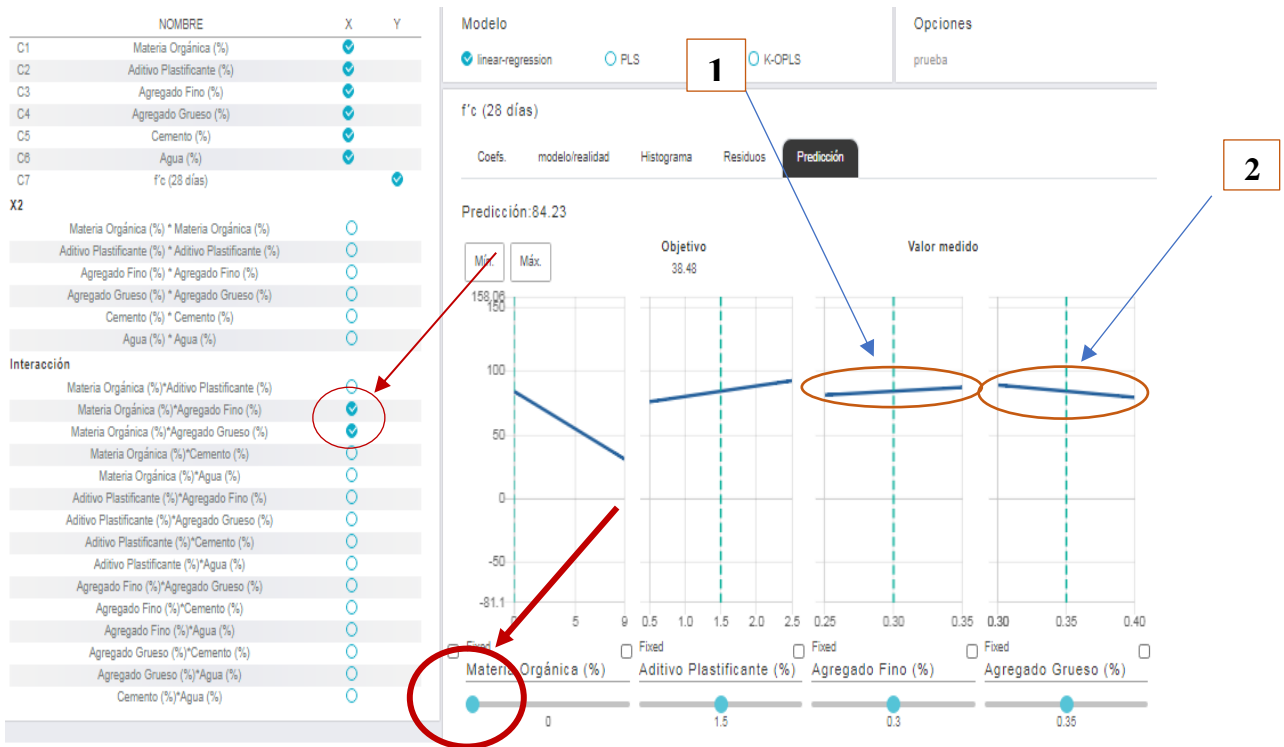 NOMBRE X Y
C1 Materia Orgánica (%)
C2 Aditivo Plastificante (%)
C3 Agregado Fino (%)
C4 Agregado Grueso (%)
C5 Cemento (%)
C6 Agua (%)
C7 f'c (28 días)
X2
Materia Orgánica (%) * Materia Orgánica (%)
Aditivo Plastificante (%) * Aditivo Plastificante (%)
Agregado Fino (%) * Agregado Fino (%)
Agregado Grueso (%) * Agregado Grueso (%)
Cemento (%) * Cemento (%)
Agua (%) * Agua (%)
Interacción
Materia Orgánica (%)*Aditivo Plastificante (%)
Materia Orgánica (%)*Agregado Fino (%)
Materia Orgánica (%)*Agregado Grueso (%)
Materia Orgánica (%)*Cemento (%)
Materia Orgánica (%)*Agua (%)
Aditivo Plastificante (%)*Agregado Fino (%)
Aditivo Plastificante (%)*Agregado Grueso (%)
Aditivo Plastificante (%)*Cemento (%)
Aditivo Plastificante (%)*Agua (%)
Agregado Fino (%)*Agregado Grueso (%)
Agregado Fino (%)*Cemento (%)
Agregado Fino (%)*Agua (%)
Agregado Grueso (%)*Cemento (%)
Agregado Grueso (%)*Agua (%)
Cemento (%)*Agua (%)
Modelo
linear-regression PLS K-OPLS
Opciones
prueba
1
2
f'c (28 días)
Coefs. modelo/realidad Histograma Residuos Predicción
Predicción:84.23
Mín. Máx.
Objetivo
38.48
Valor medido
158.06
150
100
50
0
-50
-81.1
5 9 0.5 1.0 1.5 2.0 2.5 0.25 0.30 0.35 0.30 0.35 0.40
Fixed Fixed Fixed Fixed
Materia Orgánica (%) Aditivo Plastificante (%) Agregado Fino (%) Agregado Grueso (%)
0 1.5 0.3 0.35